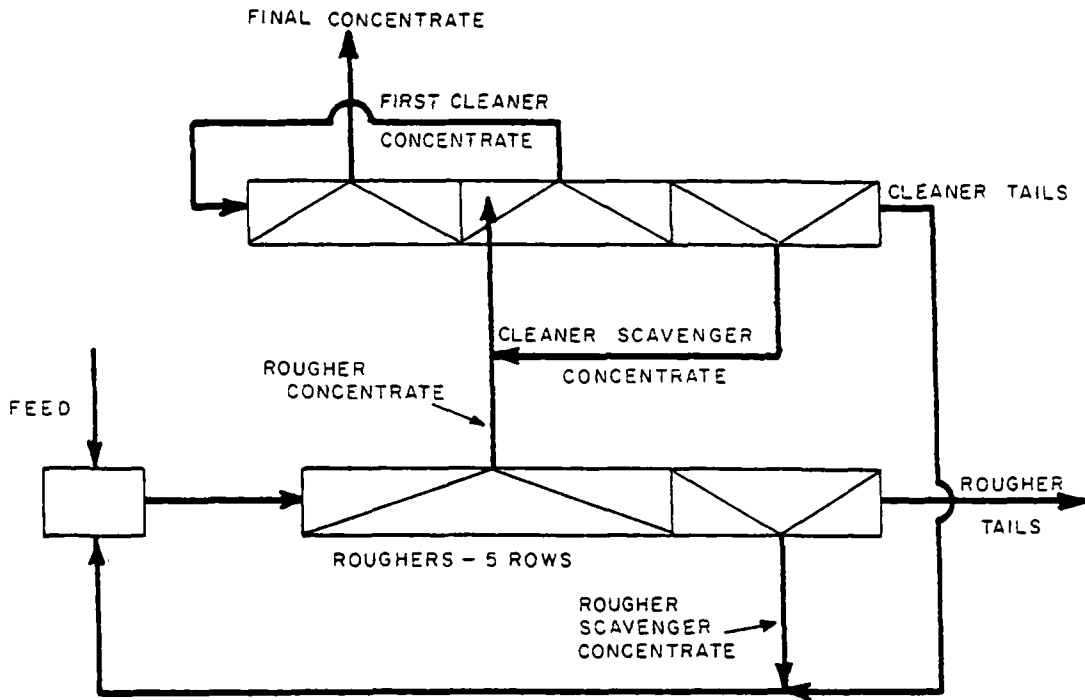 FINAL CONCENTRATE
FIRST CLEANER
CONCENTRATE
CLEANER TAILS
CLEANER SCAVENGER
CONCENTRATE
ROUGHER
CONCENTRATE
FEED
ROUGHER
TAILS
ROUGHERS – 5 ROWS
ROUGHER
SCAVENGER
CONCENTRATE